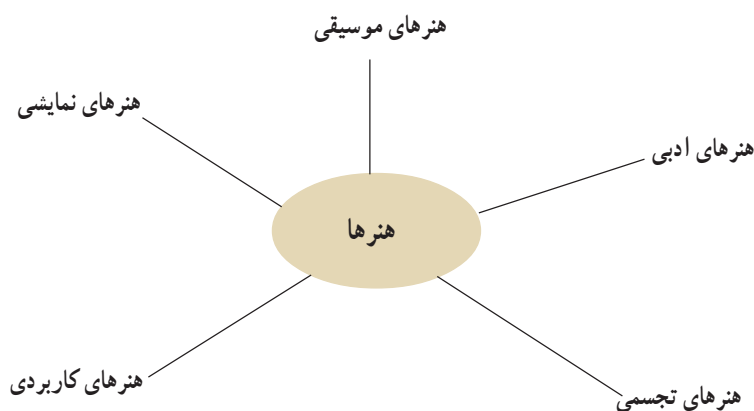 هنرهای موسیقی
هنرهای نمایشی
هنرهای ادبی
هنرها
هنرهای کاربردی
هنرهای تجسمی